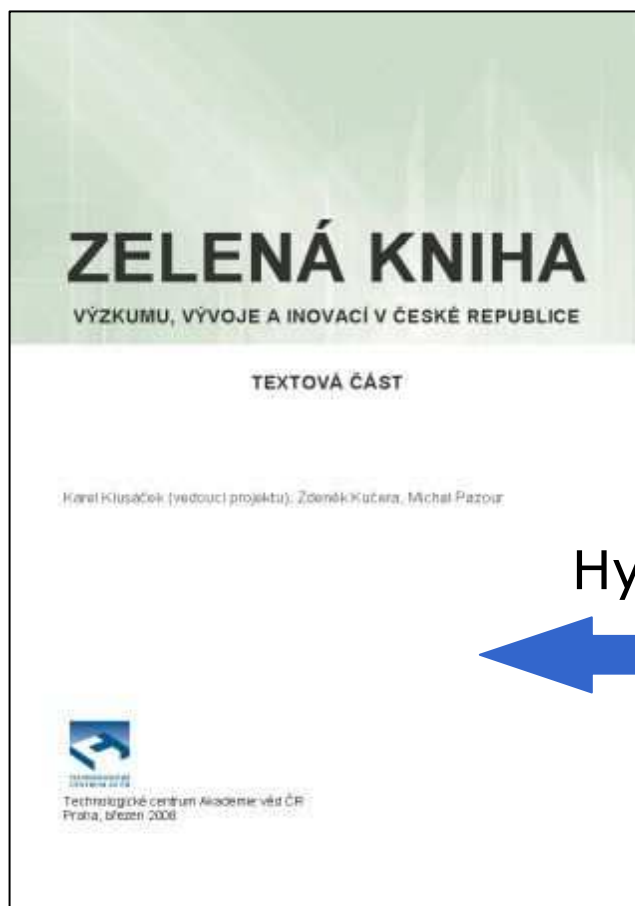 ZELENÁ KNIHA
VÝZKUMU, VÝVOJE A INOVACÍ V ČESKÉ REPUBLICE
TEXTOVÁ ČÁST
Karel Klusáček (vedoucí projektu), Zdeněk Kučera, Michal Pazour
Hy
Technologické centrum Akademie věd ČR
Praha, březen 2008